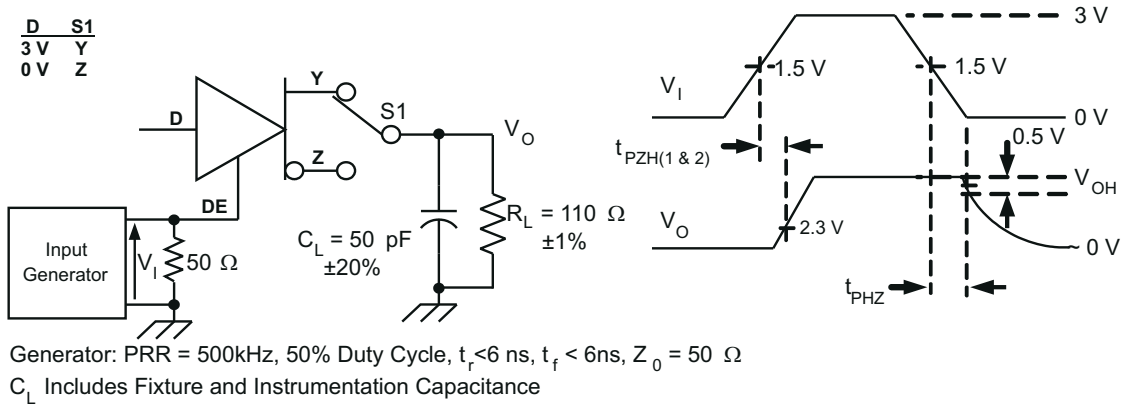 D S1
3 V Y
0 V Z
D
Y
Z
S1
V_O
DE
Input
Generator
V_I
50 Ω
C_L = 50 pF
±20%
R_L = 110 Ω
±1%
3 V
1.5 V
1.5 V
V_I
0 V
0.5 V
t_PZH(1 & 2)
V_OH
V_O
2.3 V
~ 0 V
t_PHZ
Generator: PRR = 500kHz, 50% Duty Cycle, t_r<6 ns, t_f < 6ns, Z_0 = 50 Ω
C_L Includes Fixture and Instrumentation Capacitance